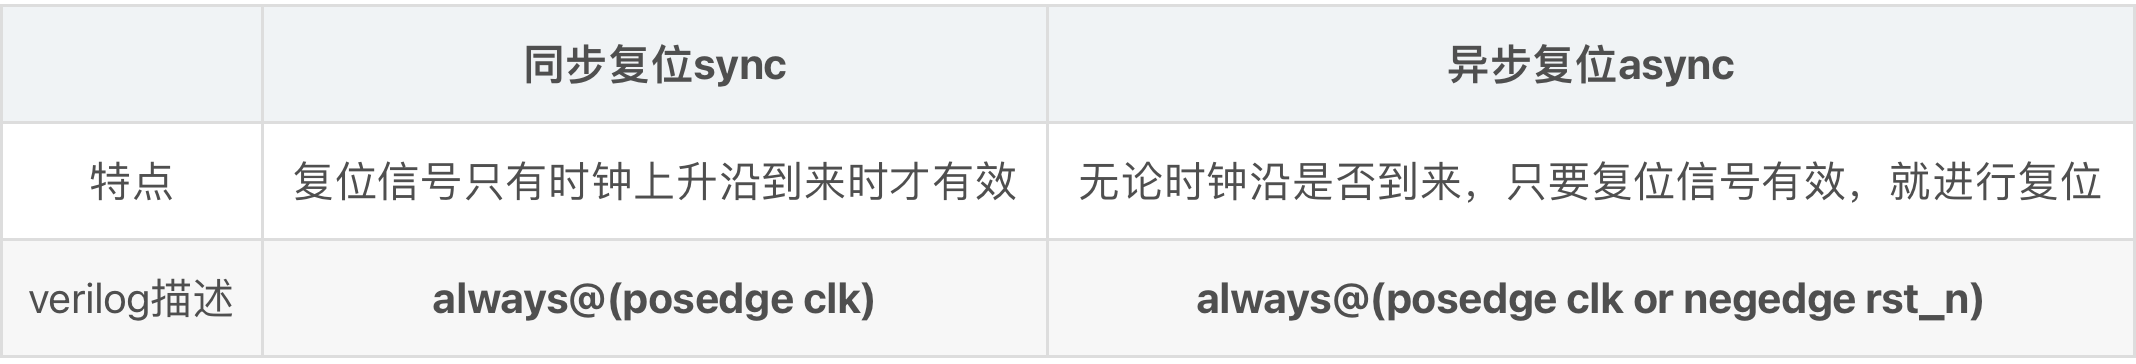 同步复位sync 异步复位async
特点 复位信号只有时钟上升沿到来时才有效 无论时钟沿是否到来，只要复位信号有效，就进行复位
verilog描述 always@(posedge clk) always@(posedge clk or negedge rst_n)